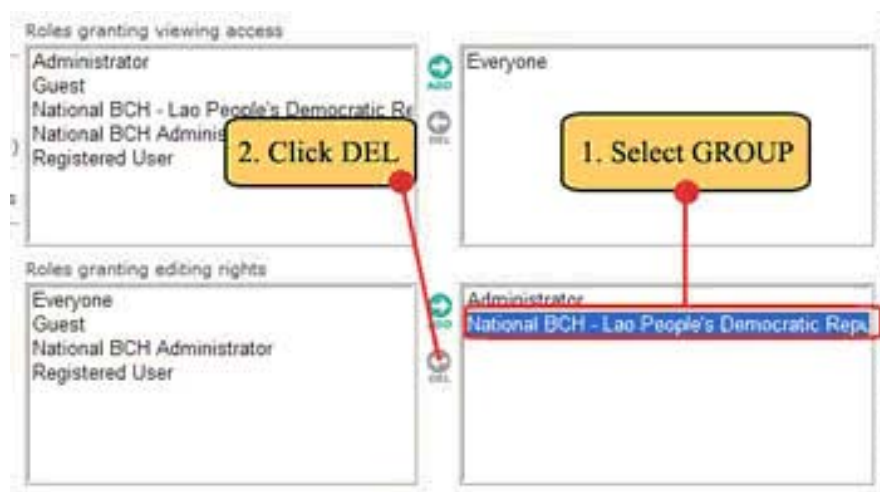 Roles granting viewing access
Administrator
Guest
National BCH - Lao People's Democratic Re
National BCH Adminis
Registered User
ADD
DEL
Everyone
2. Click DEL
1. Select GROUP
Roles granting editing rights
Everyone
Guest
National BCH Administrator
Registered User
ADD
DEL
Administrator
National BCH - Lao People's Democratic Repu